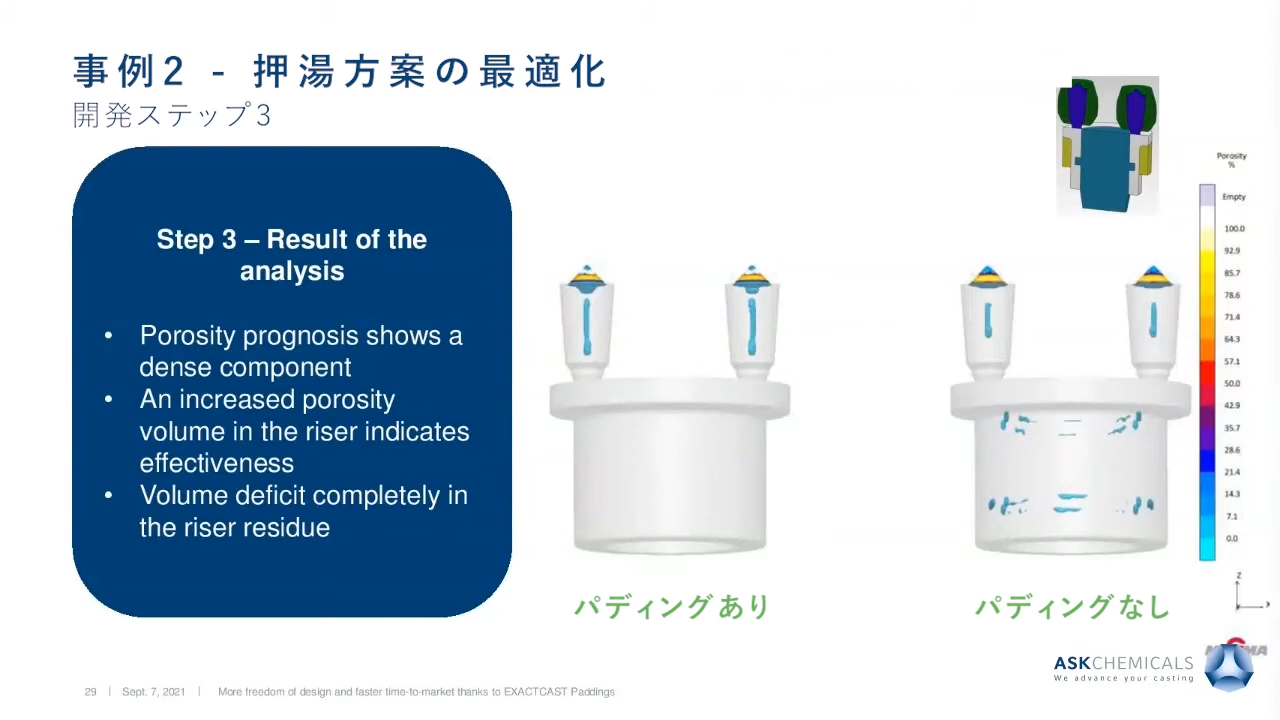 事例2 - 押湯方案の最適化
開発ステップ3
Step 3 – Result of the
analysis
• Porosity prognosis shows a
dense component
• An increased porosity
volume in the riser indicates
effectiveness
• Volume deficit completely in
the riser residue
パディングあり
パディングなし
Porosity
%
Empty
100.0
92.9
85.7
78.6
71.4
64.3
57.1
50.0
42.9
35.7
28.6
21.4
14.3
7.1
0.0
Z
x
ASKCHEMICALS
We advance your casting
29 | Sept. 7, 2021 | More freedom of design and faster time-to-market thanks to EXACTCAST Paddings